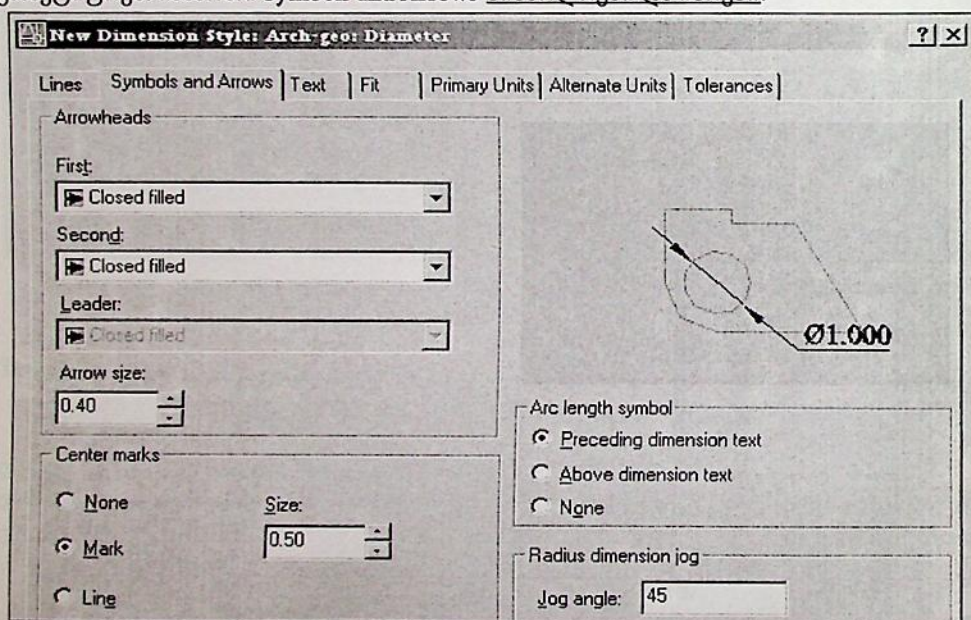 New Dimension Style: Arch-geo: Diameter
Lines Symbols and Arrows Text Fit Primary Units Alternate Units Tolerances
Arrowheads
First:
Closed filled
Second:
Closed filled
Leader:
Closed filled
Arrow size:
0.40
Center marks
None
Mark
Line
Size:
0.50
Ø1.000
Arc length symbol
Preceding dimension text
Above dimension text
None
Radius dimension jog
Jog angle: 45